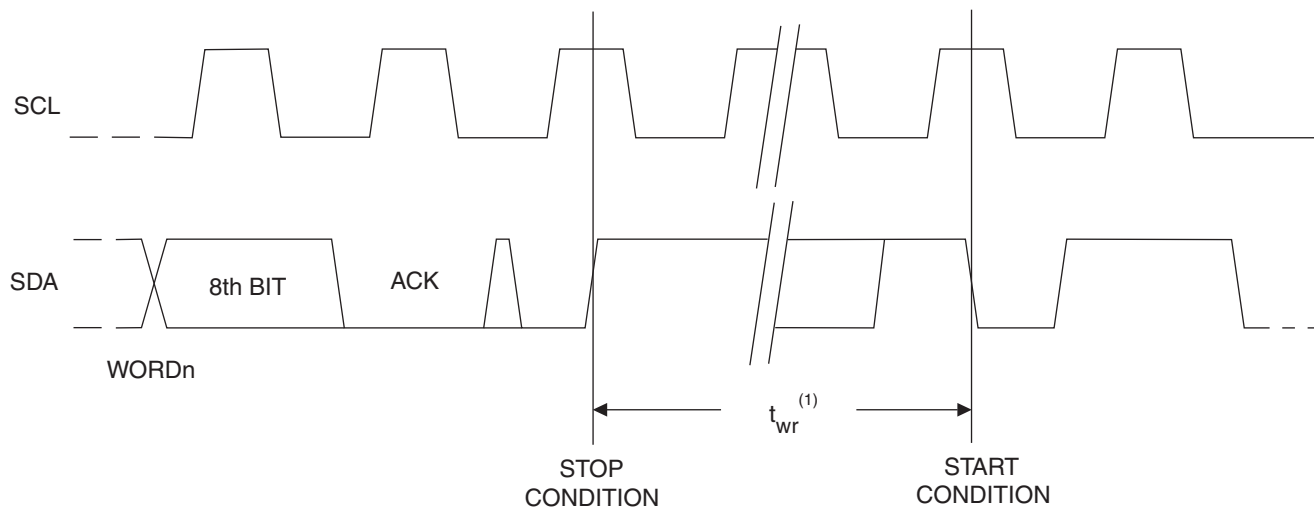 SCL
SDA
8th BIT
ACK
WORDn
twr(1)
STOP
CONDITION
START
CONDITION